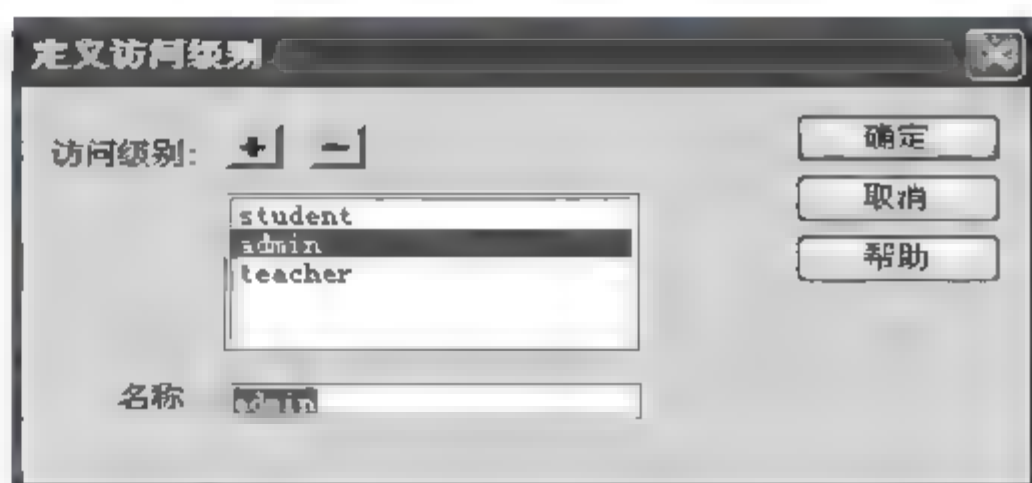 定义访问级别
访问级别: + -
确定
取消
帮助
student
admin
teacher
名称 admin